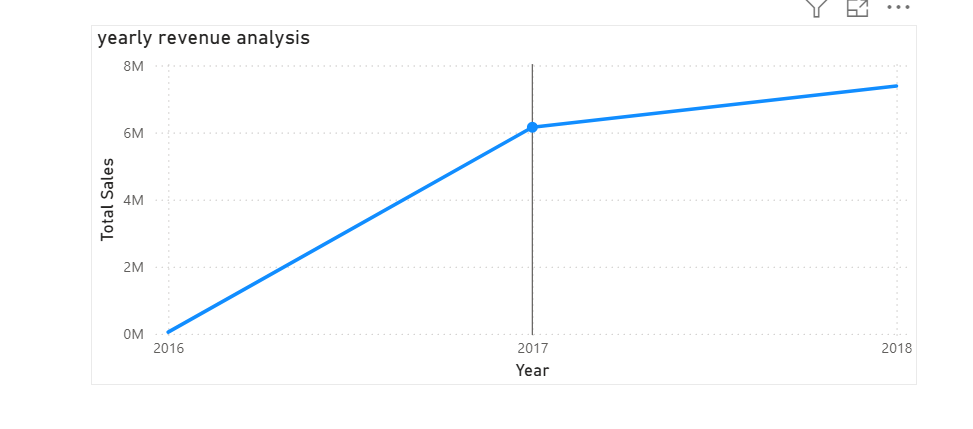 yearly revenue analysis
8M
6M
4M
2M
0M
Total Sales
2016 2017 2018
Year